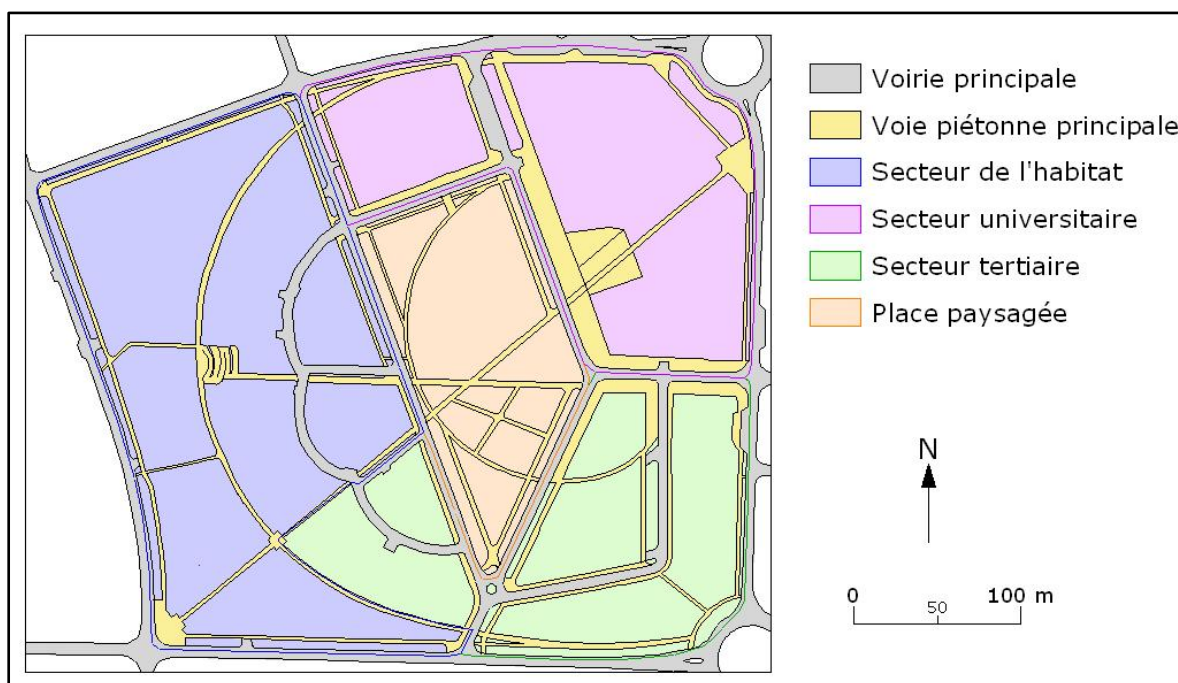 Voirie principale
Voie piétonne principale
Secteur de l'habitat
Secteur universitaire
Secteur tertiaire
Place paysagée
N
0 50 100 m